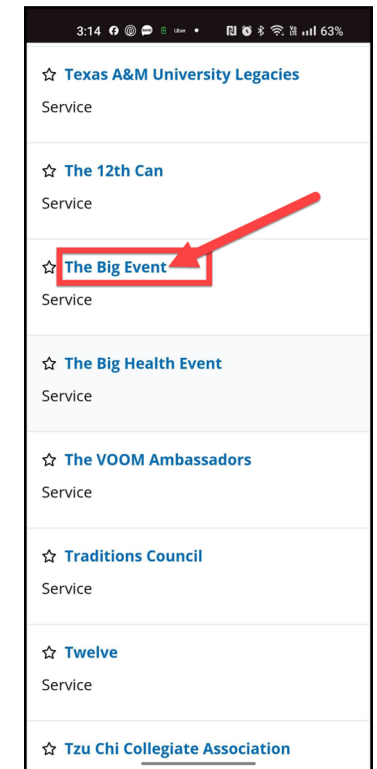 3:14 Uber 63%
Texas A&M University Legacies
Service
The 12th Can
Service
The Big Event
Service
The Big Health Event
Service
The VOOM Ambassadors
Service
Traditions Council
Service
Twelve
Service
Tzu Chi Collegiate Association